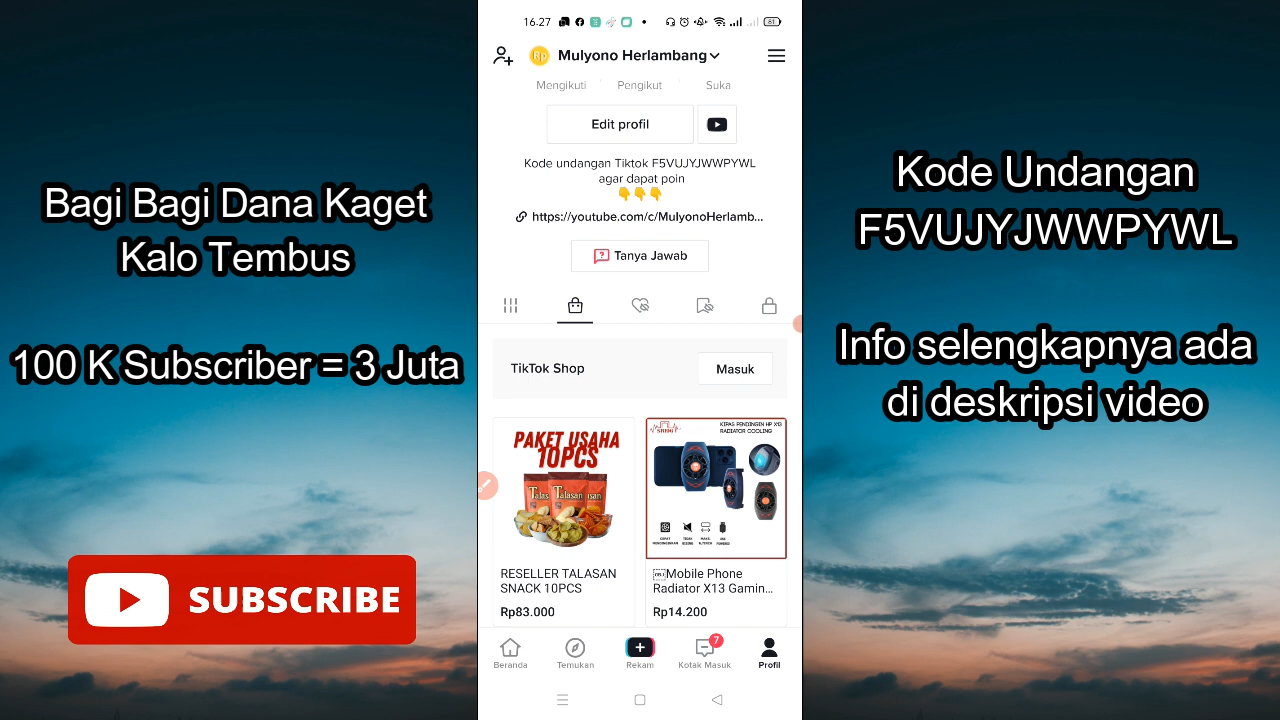 Bagi Bagi Dana Kaget
Kalo Tembus
100 K Subscriber = 3 Juta
SUBSCRIBE
16.27
81
Mulyono Herlambang
Mengikuti Pengikut Suka
Edit profil
Kode undangan Tiktok F5VUJYJWWPYWL
agar dapat poin
👇👇👇
https://youtube.com/c/MulyonoHerlamb...
Tanya Jawab
TikTok Shop
Masuk
PAKET USAHA
10PCS
Talasan
RESELLER TALASAN
SNACK 10PCS
Rp83.000
KIPAS PENDINGIN HP X13
RADIATOR COOLING
Mobile Phone
Radiator X13 Gamin...
Rp14.200
Beranda
Temukan
Rekam
7
Kotak Masuk
Profil
Kode Undangan
F5VUJYJWWPYWL
Info selengkapnya ada
di deskripsi video